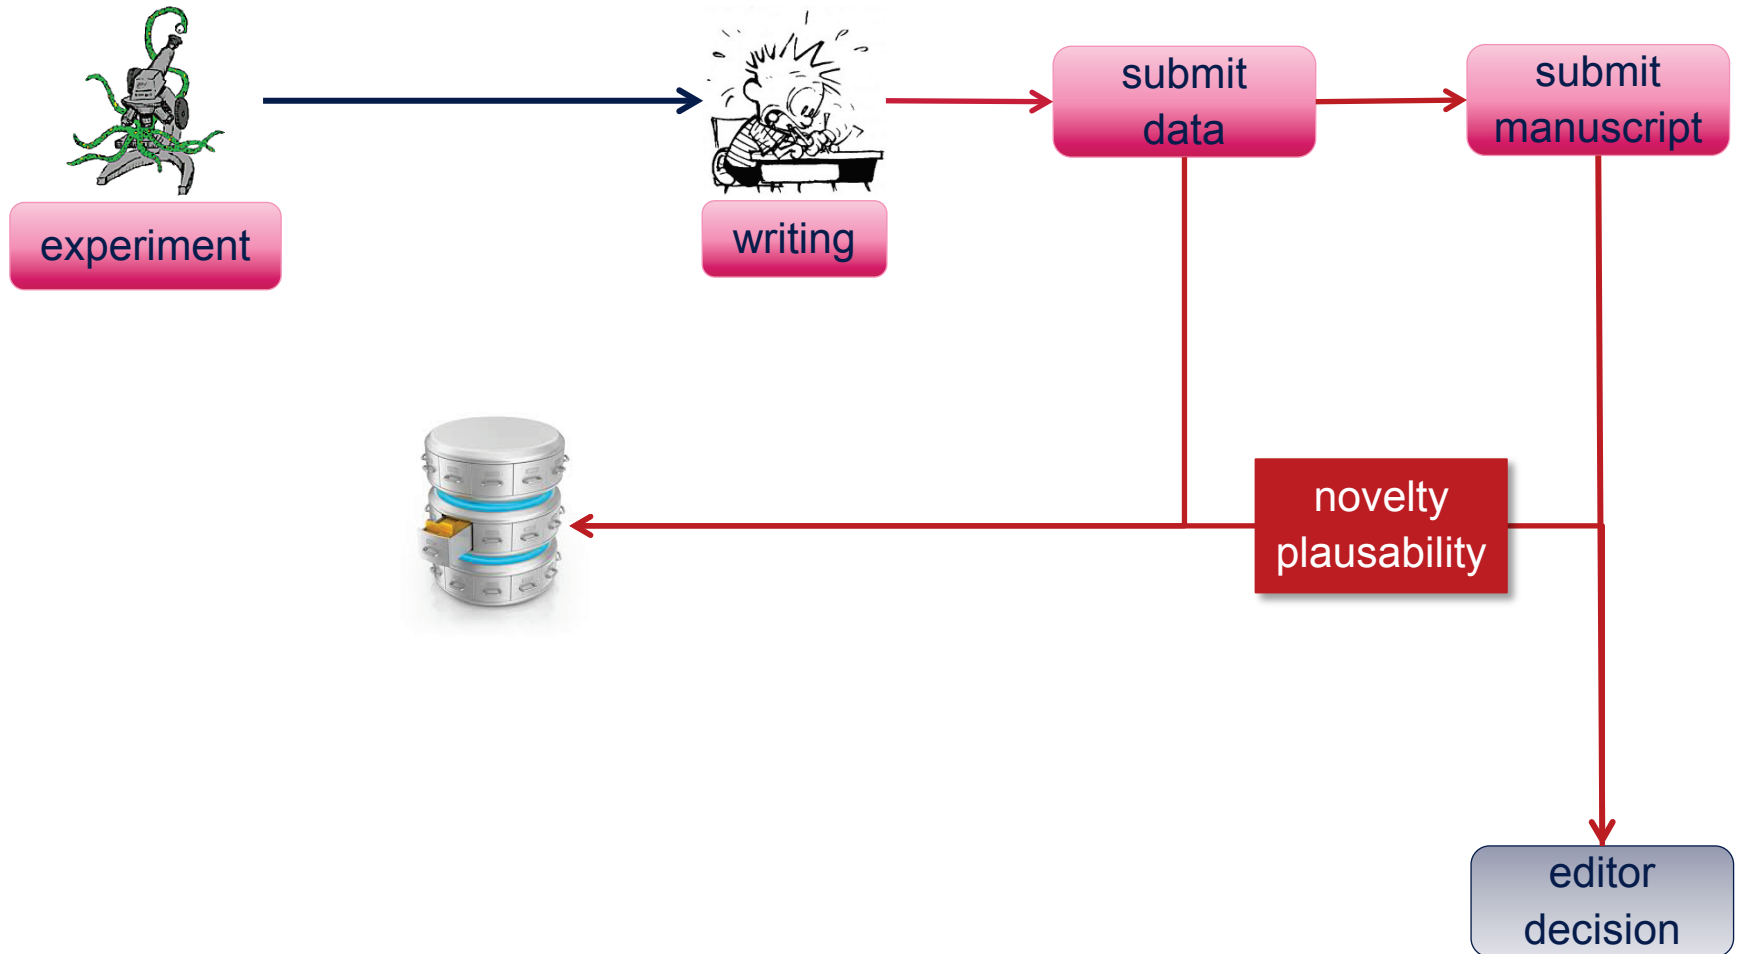 submit
data
submit
manuscript
experiment
writing
novelty
plausability
editor
decision